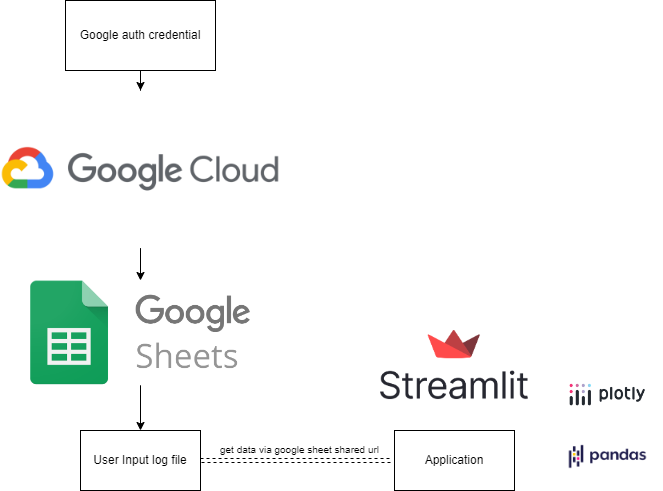 Google auth credential
Google Cloud
Google
Sheets
Streamlit
plotly
User Input log file
get data via google sheet shared url
Application
pandas